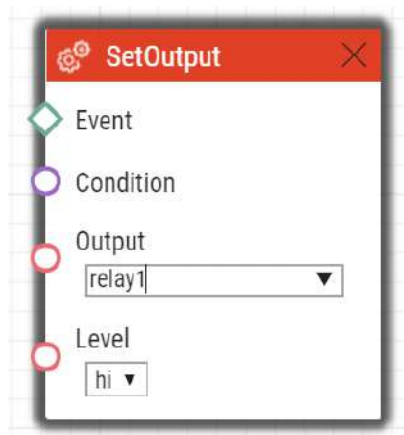 SetOutput
Event
Condition
Output
relay1
Level
hi